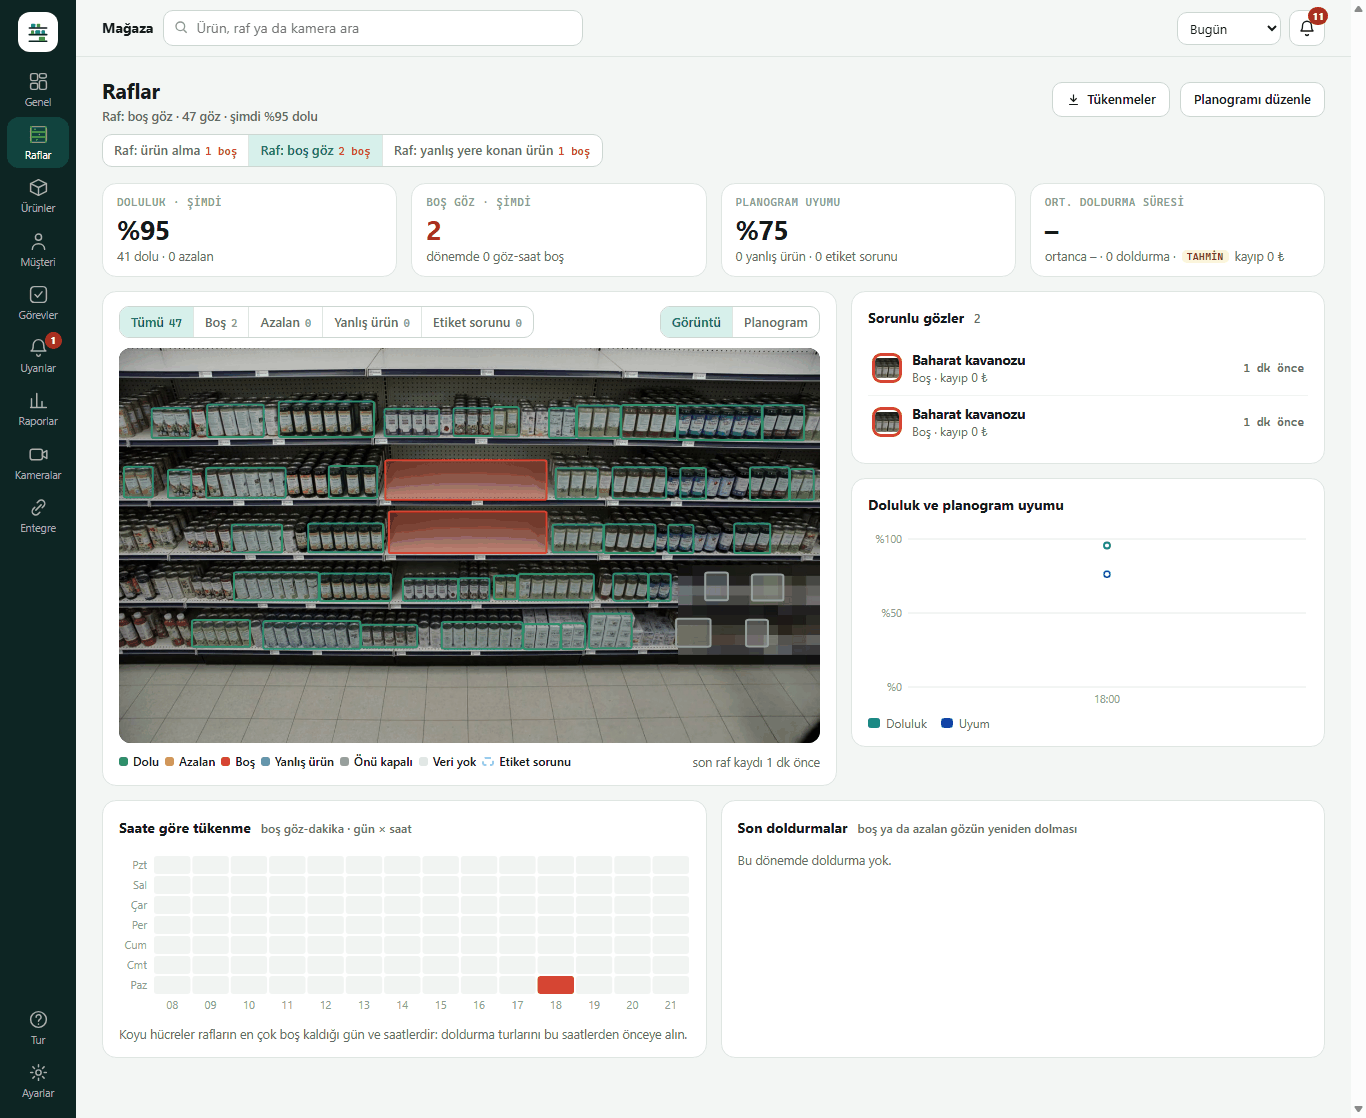 Mağaza
Ürün, raf ya da kamera ara
Bugün
11
Genel
Raflar
Ürünler
Müşteri
Görevler
1
Uyarılar
Raporlar
Kameralar
Entegre
Tur
Ayarlar
Raflar
Raf: boş göz · 47 göz · şimdi %95 dolu
Tükenmeler
Planogramı düzenle
Raf: ürün alma 1 boş
Raf: boş göz 2 boş
Raf: yanlış yere konan ürün 1 boş
DOLULUK · ŞİMDİ
%95
41 dolu · 0 azalan
BOŞ GÖZ · ŞİMDİ
2
dönemde 0 göz-saat boş
PLANOGRAM UYUMU
%75
0 yanlış ürün · 0 etiket sorunu
ORT. DOLDURMA SÜRESİ
–
ortanca – · 0 doldurma · TAHMİN kayıp 0 ₺
Tümü 47
Boş 2
Azalan 0
Yanlış ürün 0
Etiket sorunu 0
Görüntü
Planogram
Dolu
Azalan
Boş
Yanlış ürün
Önü kapalı
Veri yok
Etiket sorunu
son raf kaydı 1 dk önce
Sorunlu gözler 2
Baharat kavanozu
Boş · kayıp 0 ₺
1 dk önce
Baharat kavanozu
Boş · kayıp 0 ₺
1 dk önce
Doluluk ve planogram uyumu
%100
%50
%0
18:00
Doluluk
Uyum
Saate göre tükenme boş göz-dakika · gün × saat
Pzt
Sal
Çar
Per
Cum
Cmt
Paz
08 09 10 11 12 13 14 15 16 17 18 19 20 21
Koyu hücreler rafların en çok boş kaldığı gün ve saatlerdir: doldurma turlarını bu saatlerden önceye alın.
Son doldurmalar boş ya da azalan gözün yeniden dolması
Bu dönemde doldurma yok.